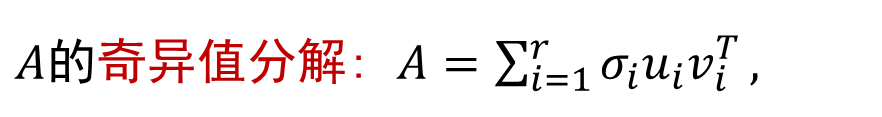 A的奇异值分解：A = ∑_{i=1}^{r} σ_i u_i v_i^T ,